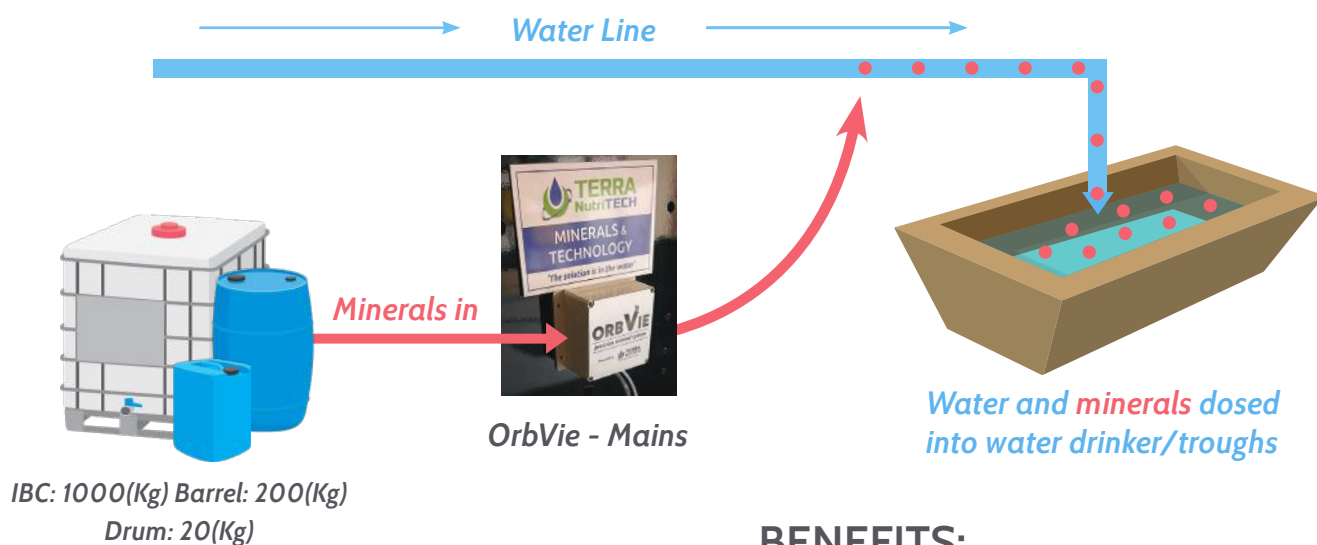 Water Line
TERRA
NutriTECH
MINERALS &
TECHNOLOGY
"The solution is in the water"
Minerals in
ORBVIE
OrbVie - Mains
Water and minerals dosed
into water drinker/troughs
IBC: 1000(Kg) Barrel: 200(Kg)
Drum: 20(Kg)
BENEFITS: